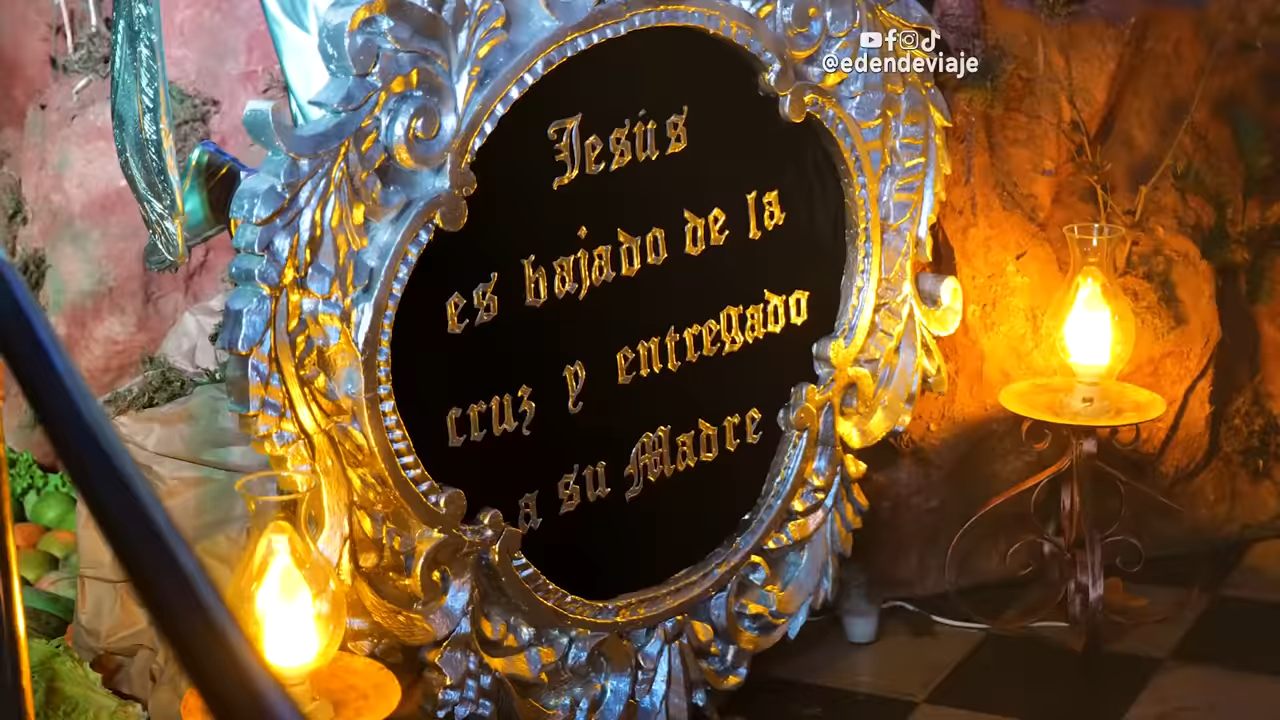 @edendeviaje
Jesús
es bajado de la
cruz y entregado
a su Madre